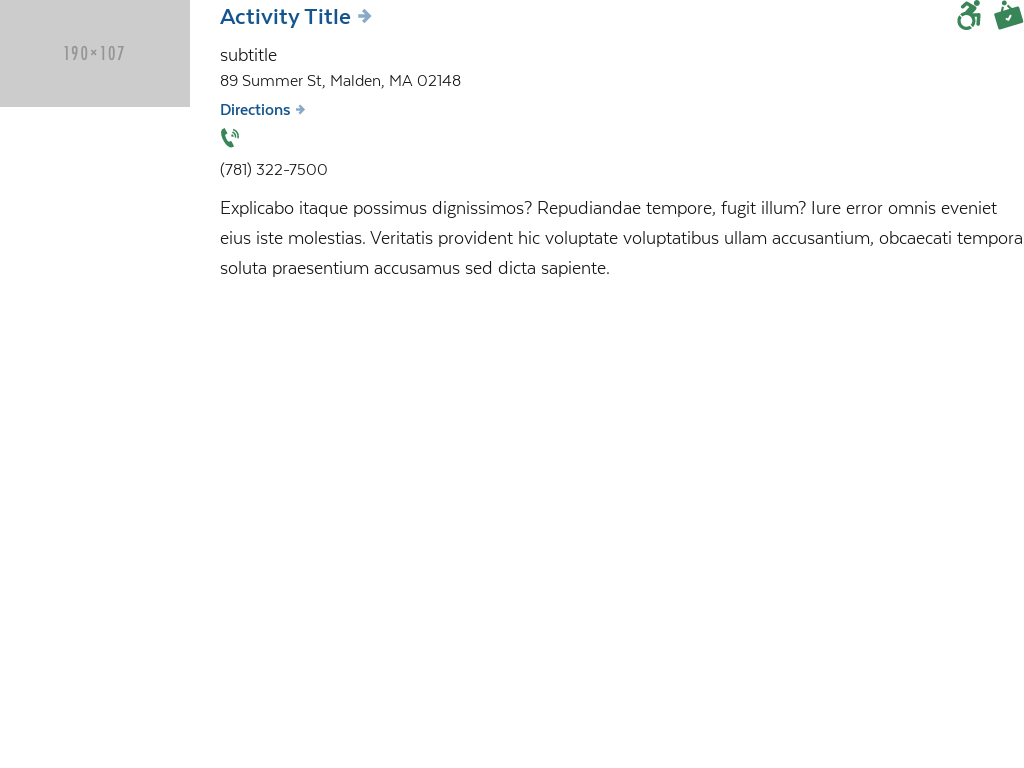 190×107
Activity Title
subtitle
89 Summer St, Malden, MA 02148
Directions
(781) 322-7500
Explicabo itaque possimus dignissimos? Repudiandae tempore, fugit illum? Iure error omnis eveniet
eius iste molestias. Veritatis provident hic voluptate voluptatibus ullam accusantium, obcaecati tempora
soluta praesentium accusamus sed dicta sapiente.